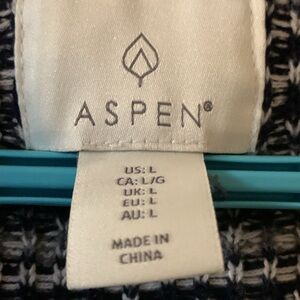 ASPEN®
US: L
CA: L/G
UK: L
EU: L
AU: L
MADE IN
CHINA